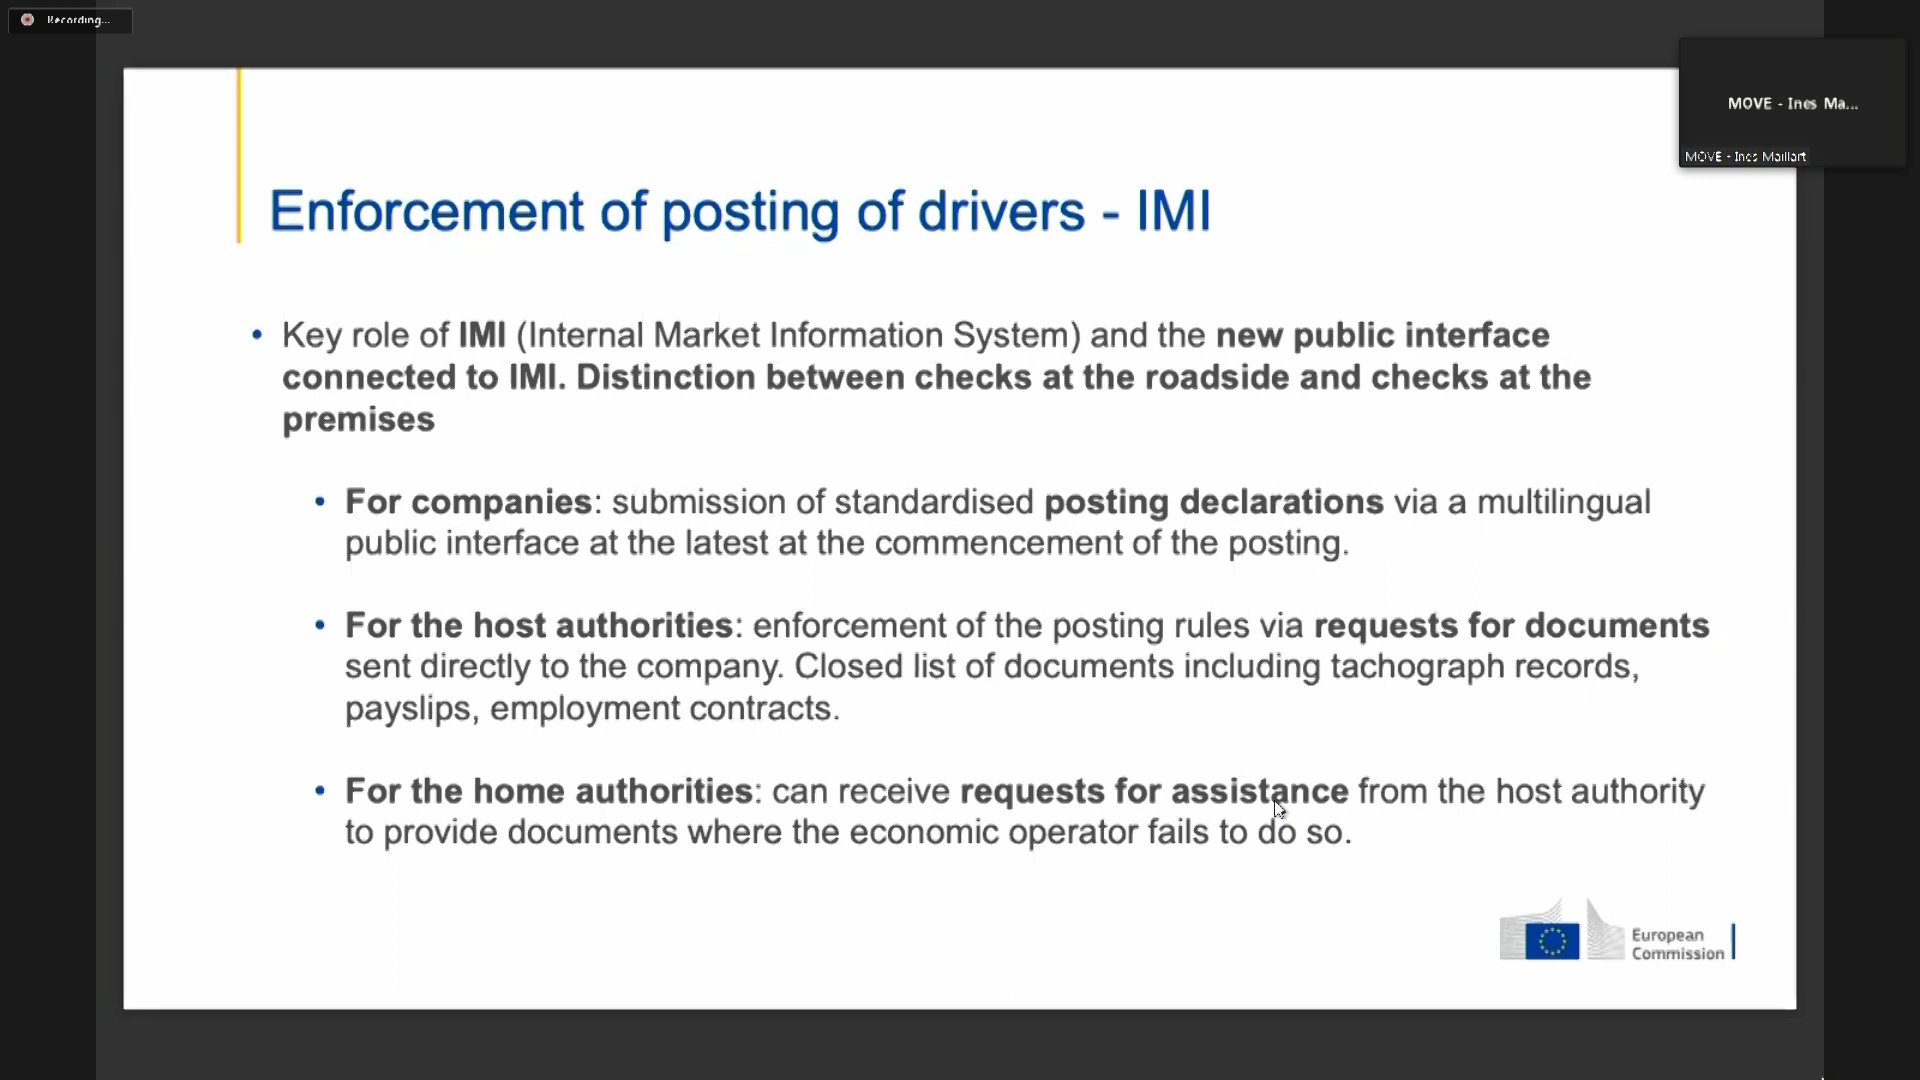 Recording...
MOVE - Ines Ma...
MOVE - Ines Maillart
Enforcement of posting of drivers - IMI
• Key role of IMI (Internal Market Information System) and the new public interface
connected to IMI. Distinction between checks at the roadside and checks at the
premises
• For companies: submission of standardised posting declarations via a multilingual
public interface at the latest at the commencement of the posting.
• For the host authorities: enforcement of the posting rules via requests for documents
sent directly to the company. Closed list of documents including tachograph records,
payslips, employment contracts.
• For the home authorities: can receive requests for assistance from the host authority
to provide documents where the economic operator fails to do so.
European
Commission